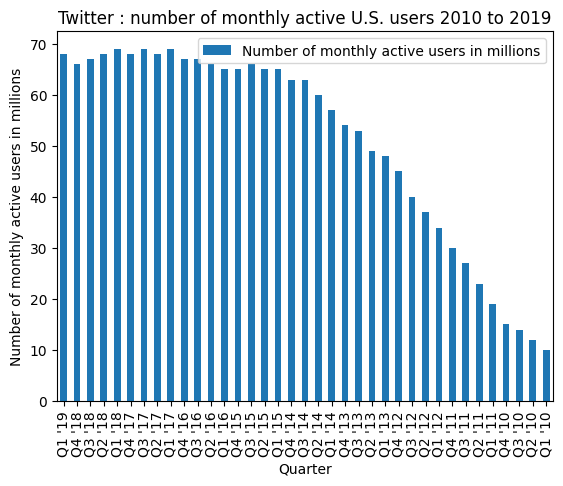 Twitter : number of monthly active U.S. users 2010 to 2019
Number of monthly active users in millions
Number of monthly active users in millions
70
60
50
40
30
20
10
0
Q1 '19
Q4 '18
Q3 '18
Q2 '18
Q1 '18
Q4 '17
Q3 '17
Q2 '17
Q1 '17
Q4 '16
Q3 '16
Q2 '16
Q1 '16
Q4 '15
Q3 '15
Q2 '15
Q1 '15
Q4 '14
Q3 '14
Q2 '14
Q1 '14
Q4 '13
Q3 '13
Q2 '13
Q1 '13
Q4 '12
Q3 '12
Q2 '12
Q1 '12
Q4 '11
Q3 '11
Q2 '11
Q1 '11
Q4 '10
Q3 '10
Q2 '10
Q1 '10
Quarter